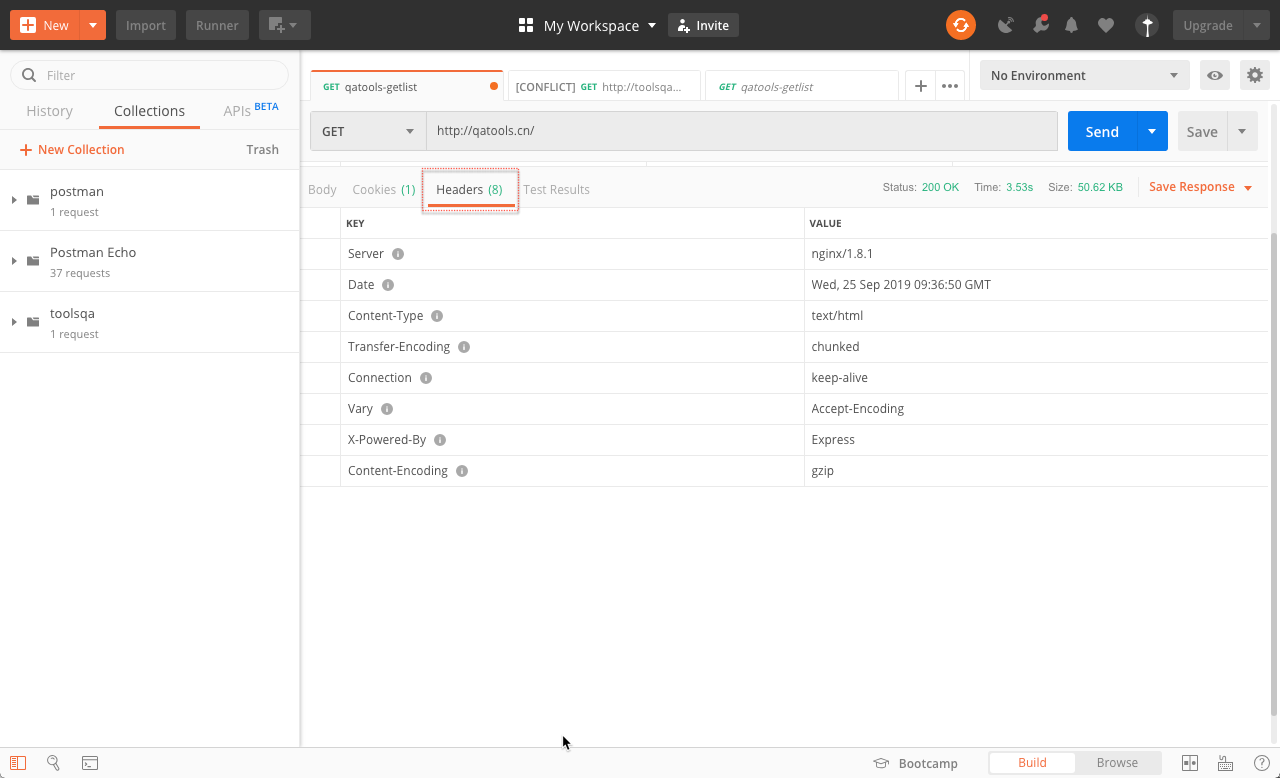 New
Import
Runner
My Workspace
Invite
Upgrade
Filter
History
Collections
APIs BETA
New Collection
Trash
postman
1 request
Postman Echo
37 requests
toolsqa
1 request
GET qatools-getlist
[CONFLICT] GET http://toolsqa...
GET qatools-getlist
No Environment
GET
http://qatools.cn/
Send
Save
Body
Cookies (1)
Headers (8)
Test Results
Status: 200 OK
Time: 3.53s
Size: 50.62 KB
Save Response
KEY
VALUE
Server
nginx/1.8.1
Date
Wed, 25 Sep 2019 09:36:50 GMT
Content-Type
text/html
Transfer-Encoding
chunked
Connection
keep-alive
Vary
Accept-Encoding
X-Powered-By
Express
Content-Encoding
gzip
Bootcamp
Build
Browse